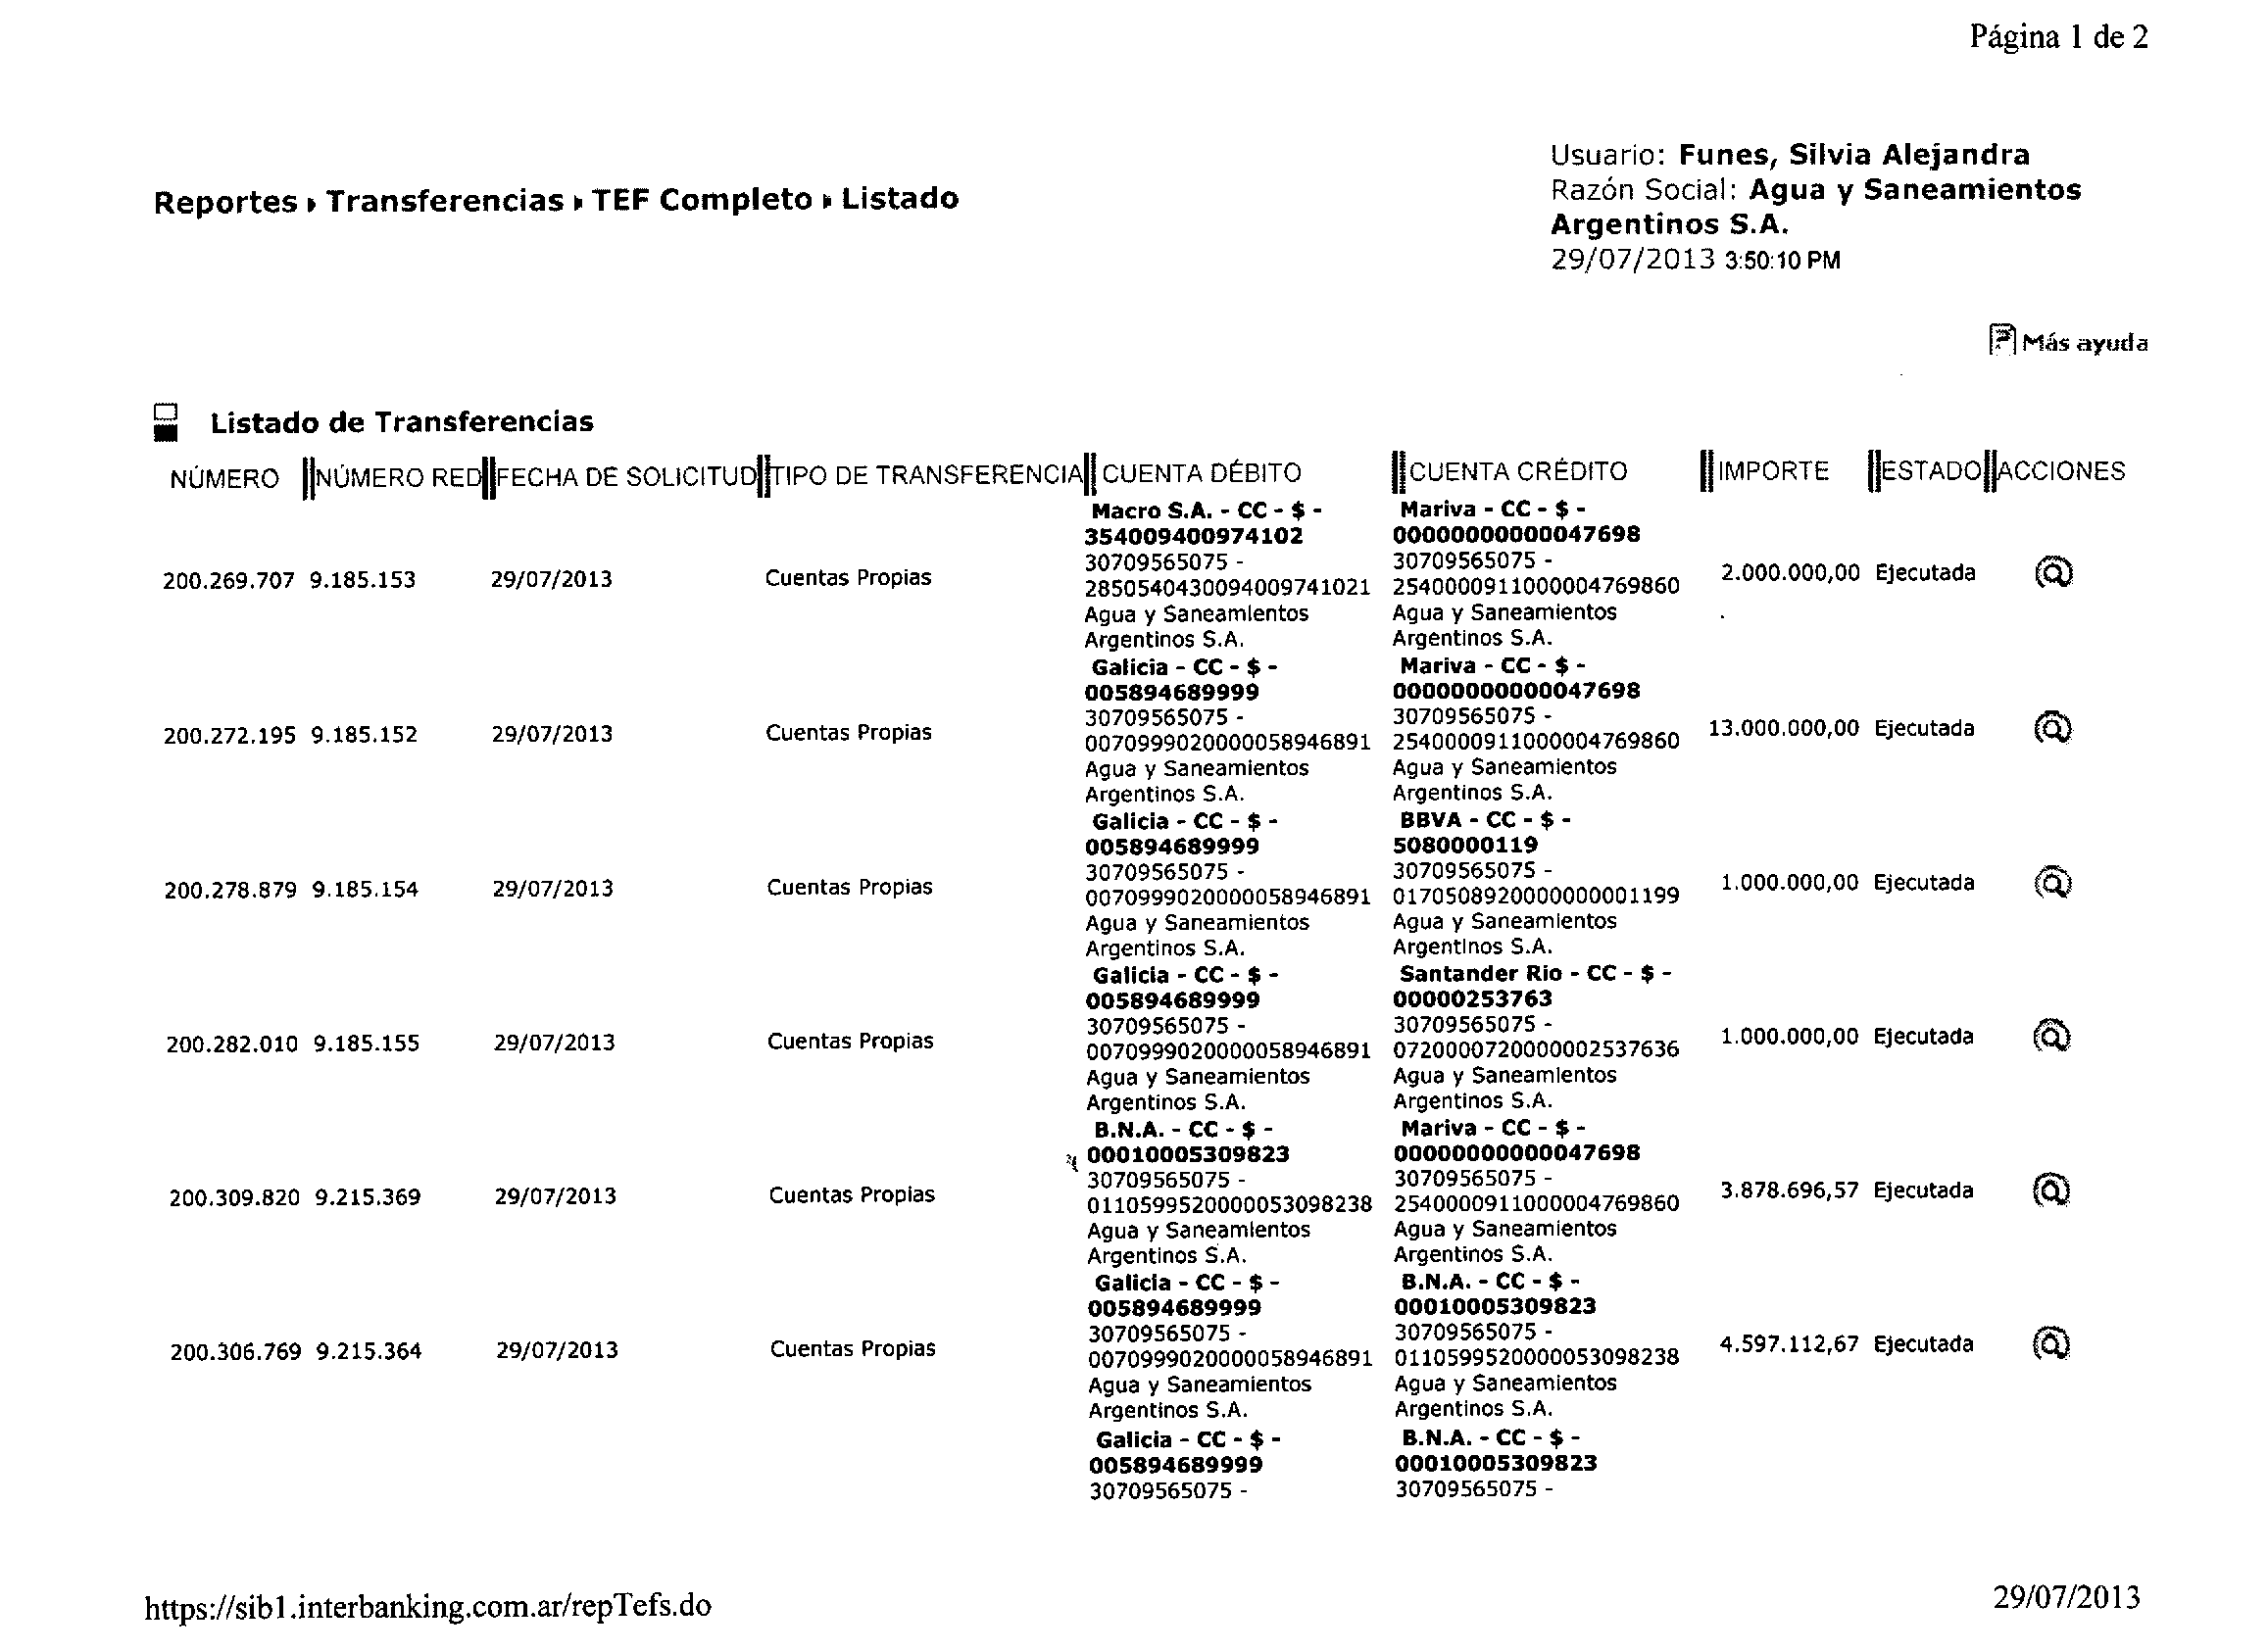 Página 1 de 2
Usuario: Funes, Silvia Alejandra
Razón Social: Agua y Saneamientos
Argentinos S.A.
29/07/2013 3:50:10 PM
Reportes Transferencias TEF Completo Listado
Más ayuda
Listado de Transferencias
NÚMERO NÚMERO RED FECHA DE SOLICITUD TIPO DE TRANSFERENCIA CUENTA DÉBITO CUENTA CRÉDITO IMPORTE ESTADO ACCIONES
Macro S.A. - CC - $ - Mariva - CC - $ -
354009400974102 00000000000047698
30709565075 - 30709565075 -
200.269.707 9.185.153 29/07/2013 Cuentas Propias 2850540430094009741021 2540000911000004769860 2.000.000,00 Ejecutada
Agua y Saneamientos Agua y Saneamientos
Argentinos S.A. Argentinos S.A.
Galicia - CC - $ - Mariva - CC - $ -
005894689999 00000000000047698
30709565075 - 30709565075 -
200.272.195 9.185.152 29/07/2013 Cuentas Propias 0070999020000058946891 2540000911000004769860 13.000.000,00 Ejecutada
Agua y Saneamientos Agua y Saneamientos
Argentinos S.A. Argentinos S.A.
Galicia - CC - $ - BBVA - CC - $ -
005894689999 5080000119
30709565075 - 30709565075 -
200.278.879 9.185.154 29/07/2013 Cuentas Propias 0070999020000058946891 0170508920000000001199 1.000.000,00 Ejecutada
Agua y Saneamientos Agua y Saneamientos
Argentinos S.A. Argentinos S.A.
Galicia - CC - $ - Santander Rio - CC - $ -
005894689999 00000253763
30709565075 - 30709565075 -
200.282.010 9.185.155 29/07/2013 Cuentas Propias 0070999020000058946891 0720000720000002537636 1.000.000,00 Ejecutada
Agua y Saneamientos Agua y Saneamientos
Argentinos S.A. Argentinos S.A.
B.N.A. - CC - $ - Mariva - CC - $ -
00010005309823 00000000000047698
30709565075 - 30709565075 -
200.309.820 9.215.369 29/07/2013 Cuentas Propias 0110599520000053098238 2540000911000004769860 3.878.696,57 Ejecutada
Agua y Saneamientos Agua y Saneamientos
Argentinos S.A. Argentinos S.A.
Galicia - CC - $ - B.N.A. - CC - $ -
005894689999 00010005309823
30709565075 - 30709565075 -
200.306.769 9.215.364 29/07/2013 Cuentas Propias 0070999020000058946891 0110599520000053098238 4.597.112,67 Ejecutada
Agua y Saneamientos Agua y Saneamientos
Argentinos S.A. Argentinos S.A.
Galicia - CC - $ - B.N.A. - CC - $ -
005894689999 00010005309823
30709565075 - 30709565075 -
https://sib1.interbanking.com.ar/repTefs.do 29/07/2013